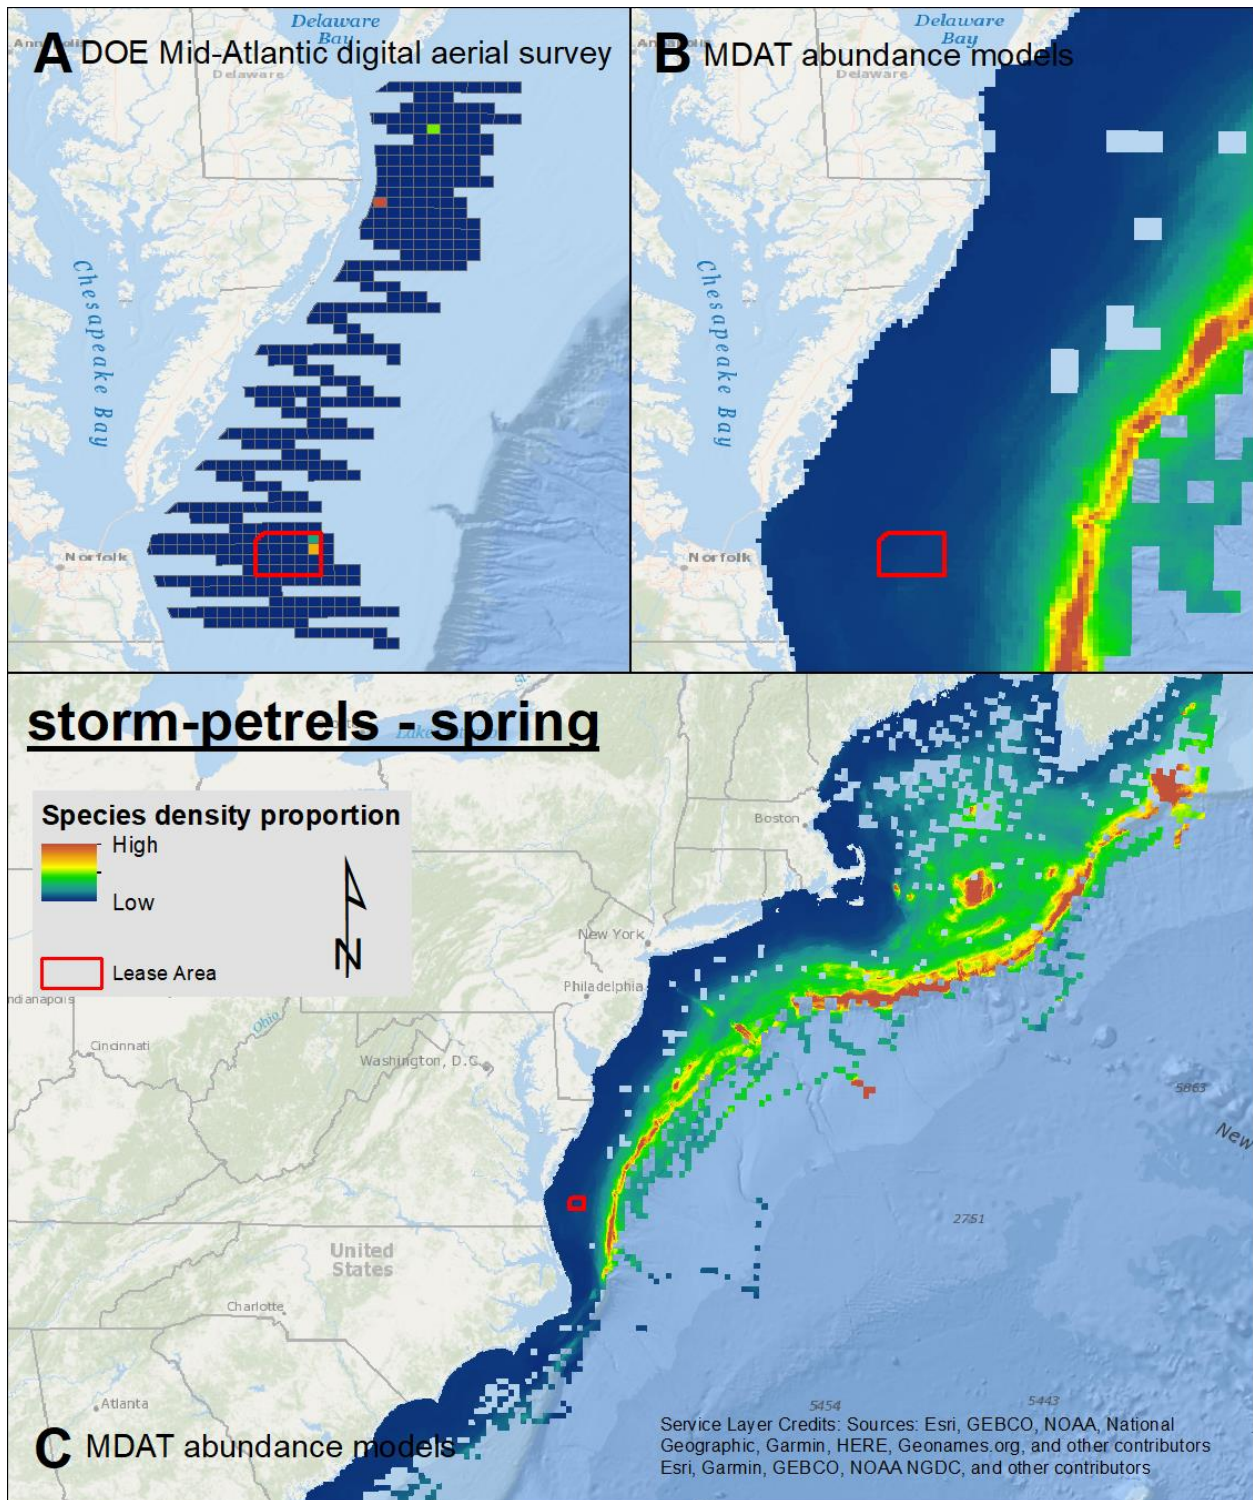 A DOE Mid-Atlantic digital aerial survey
Delaware
Bay
Delaware
Chesapeake Bay
Norfolk
B MDAT abundance models
Delaware
Bay
Delaware
Chesapeake Bay
Norfolk
storm-petrels - spring
Species density proportion
High
Low
N
Lease Area
Boston
New York
Philadelphia
ndianapolis
Ohio
Cincinnati
Washington, D.C.
5863
New
2751
United
States
Charlotte
Atlanta
5454
5443
C MDAT abundance models
Service Layer Credits: Sources: Esri, GEBCO, NOAA, National
Geographic, Garmin, HERE, Geonames.org, and other contributors
Esri, Garmin, GEBCO, NOAA NGDC, and other contributors